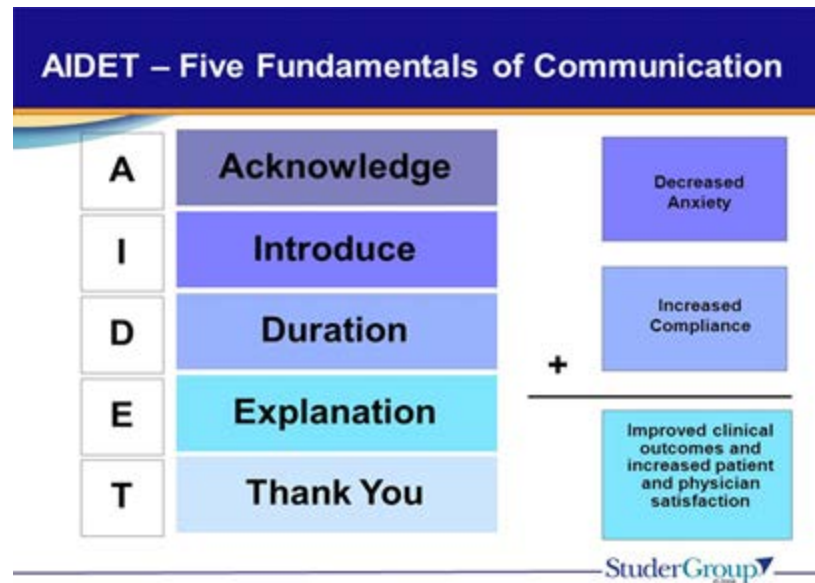 AIDET – Five Fundamentals of Communication
A
Acknowledge
I
Introduce
D
Duration
E
Explanation
T
Thank You
Decreased
Anxiety
Increased
Compliance
+
Improved clinical
outcomes and
increased patient
and physician
satisfaction
StuderGroup